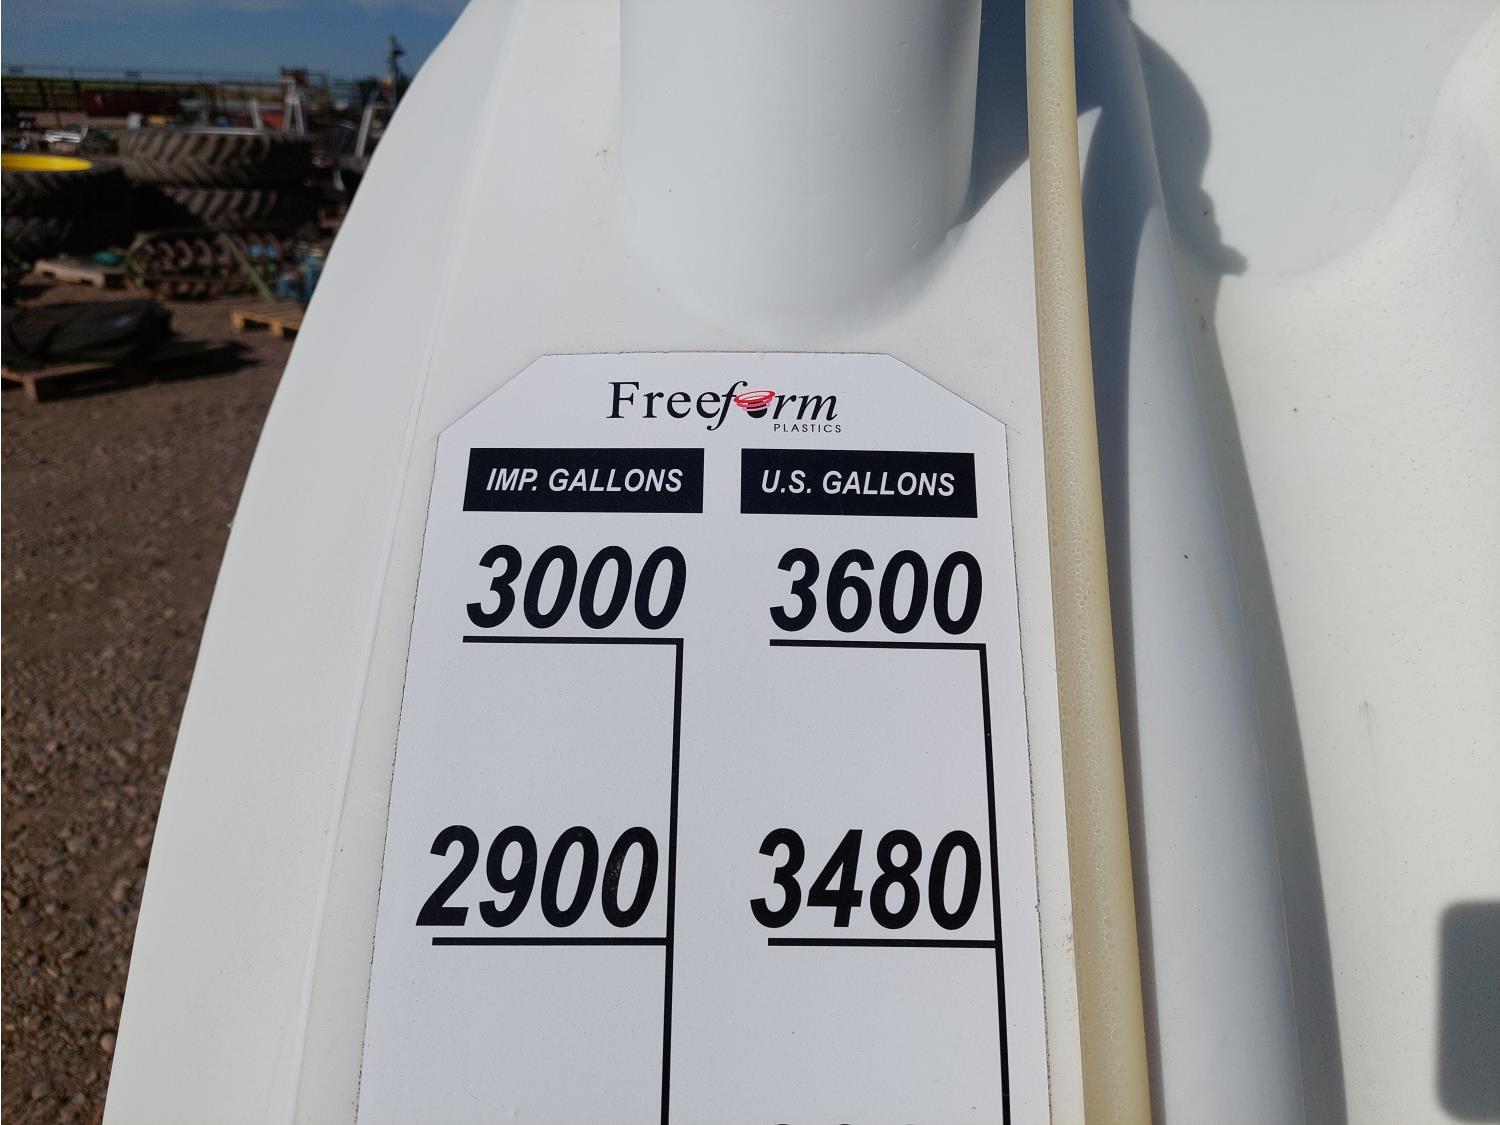 Freeform
PLASTICS
IMP. GALLONS U.S. GALLONS
3000 3600
2900 3480